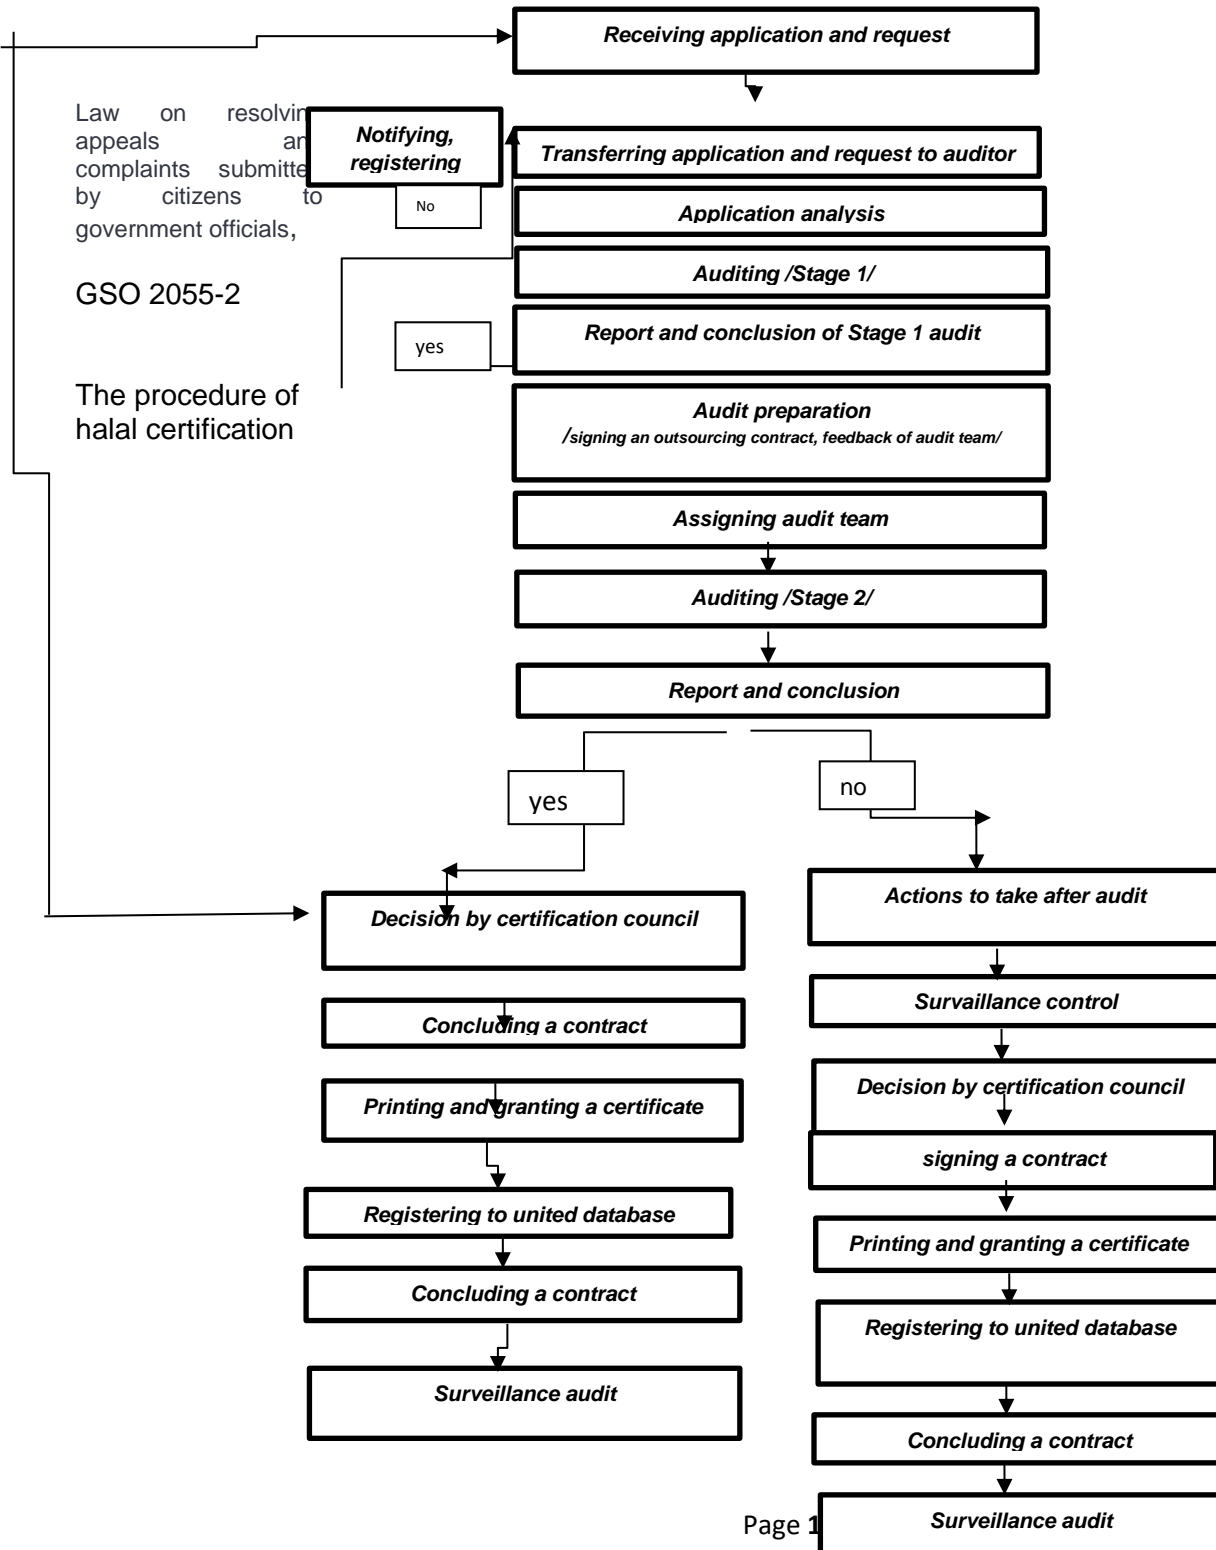 Receiving application and request
Law on resolvin
appeals an
complaints submitte
by citizens to
government officials,
GSO 2055-2
The procedure of
halal certification
Notifying,
registering
No
yes
Transferring application and request to auditor
Application analysis
Auditing /Stage 1/
Report and conclusion of Stage 1 audit
Audit preparation
/signing an outsourcing contract, feedback of audit team/
Assigning audit team
Auditing /Stage 2/
Report and conclusion
yes
no
Decision by certification council
Concluding a contract
Printing and granting a certificate
Registering to united database
Concluding a contract
Surveillance audit
Actions to take after audit
Survaillance control
Decision by certification council
signing a contract
Printing and granting a certificate
Registering to united database
Concluding a contract
Surveillance audit
Page 1